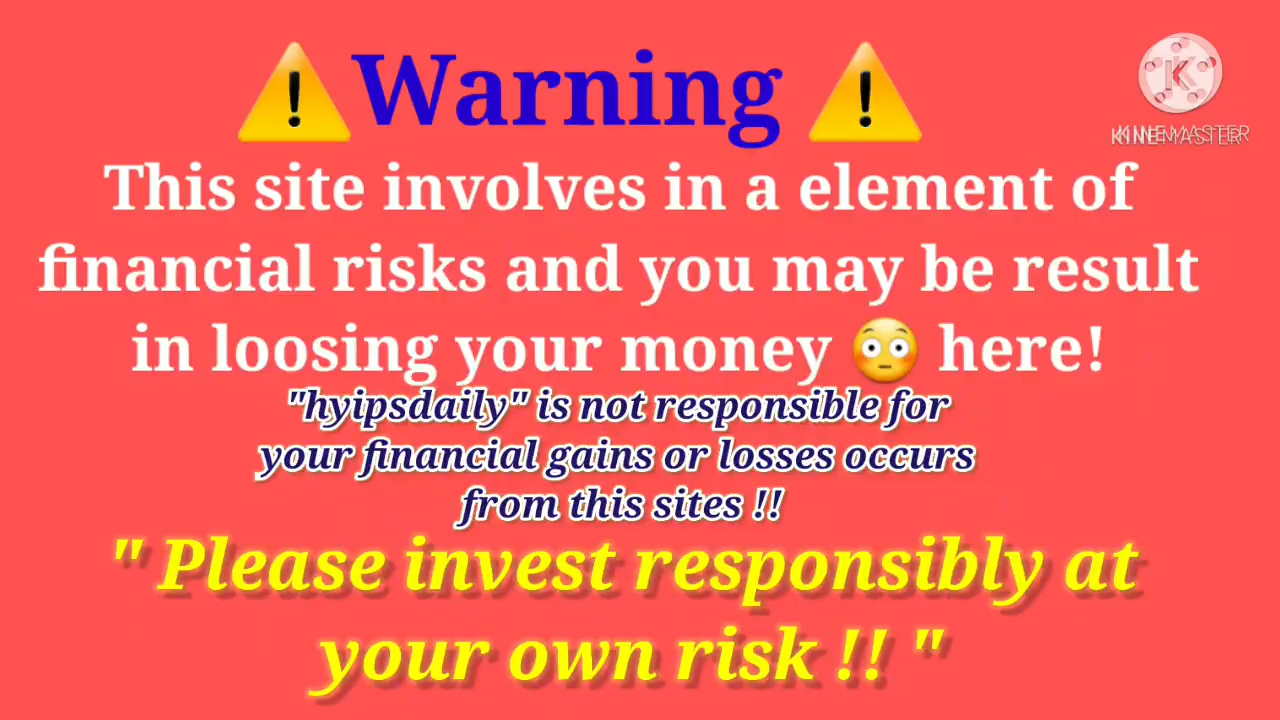 ⚠️Warning ⚠️
KINEMASTER
This site involves in a element of
financial risks and you may be result
in loosing your money 😳 here!
"hyipsdaily" is not responsible for
your financial gains or losses occurs
from this sites !!
" Please invest responsibly at
your own risk !! "